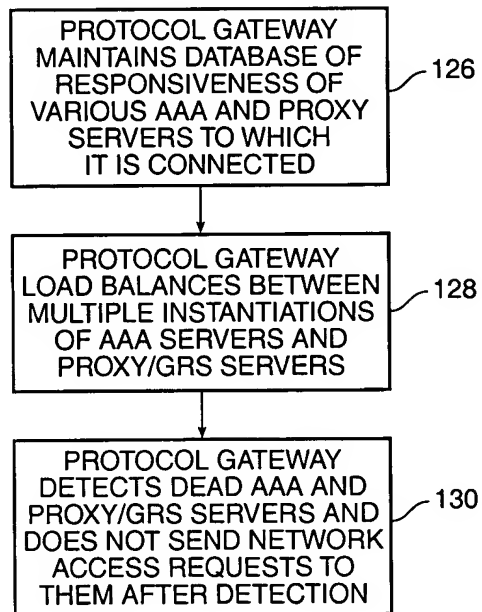 PROTOCOL GATEWAY
MAINTAINS DATABASE OF
RESPONSIVENESS OF
VARIOUS AAA AND PROXY
SERVERS TO WHICH
IT IS CONNECTED
126
PROTOCOL GATEWAY
LOAD BALANCES BETWEEN
MULTIPLE INSTANTIATIONS
OF AAA SERVERS AND
PROXY/GRS SERVERS
128
PROTOCOL GATEWAY
DETECTS DEAD AAA AND
PROXY/GRS SERVERS AND
DOES NOT SEND NETWORK
ACCESS REQUESTS TO
THEM AFTER DETECTION
130